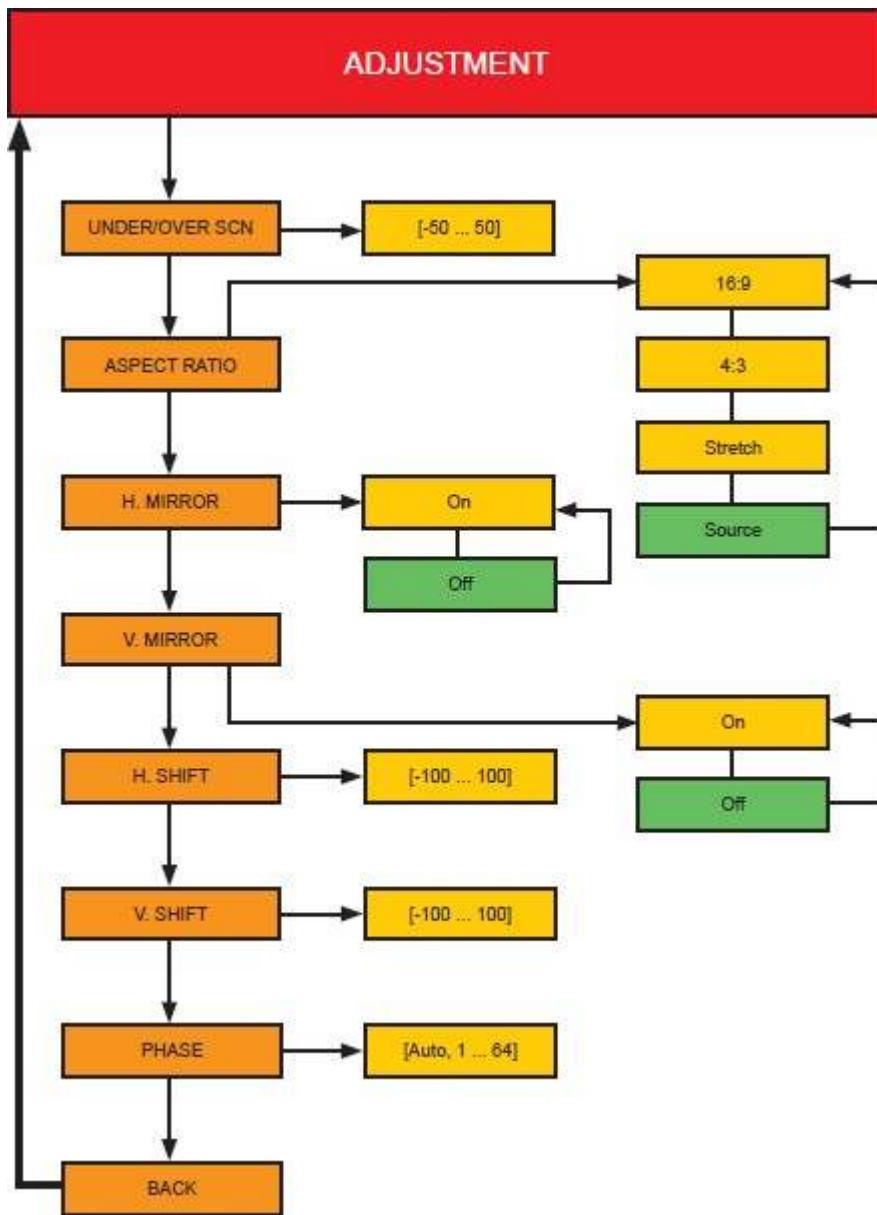 ADJUSTMENT
UNDER/OVER SCN
[-50 ... 50]
16:9
ASPECT RATIO
4:3
Stretch
H. MIRROR
On
Source
Off
V. MIRROR
On
H. SHIFT
[-100 ... 100]
Off
V. SHIFT
[-100 ... 100]
PHASE
[Auto, 1 ... 64]
BACK